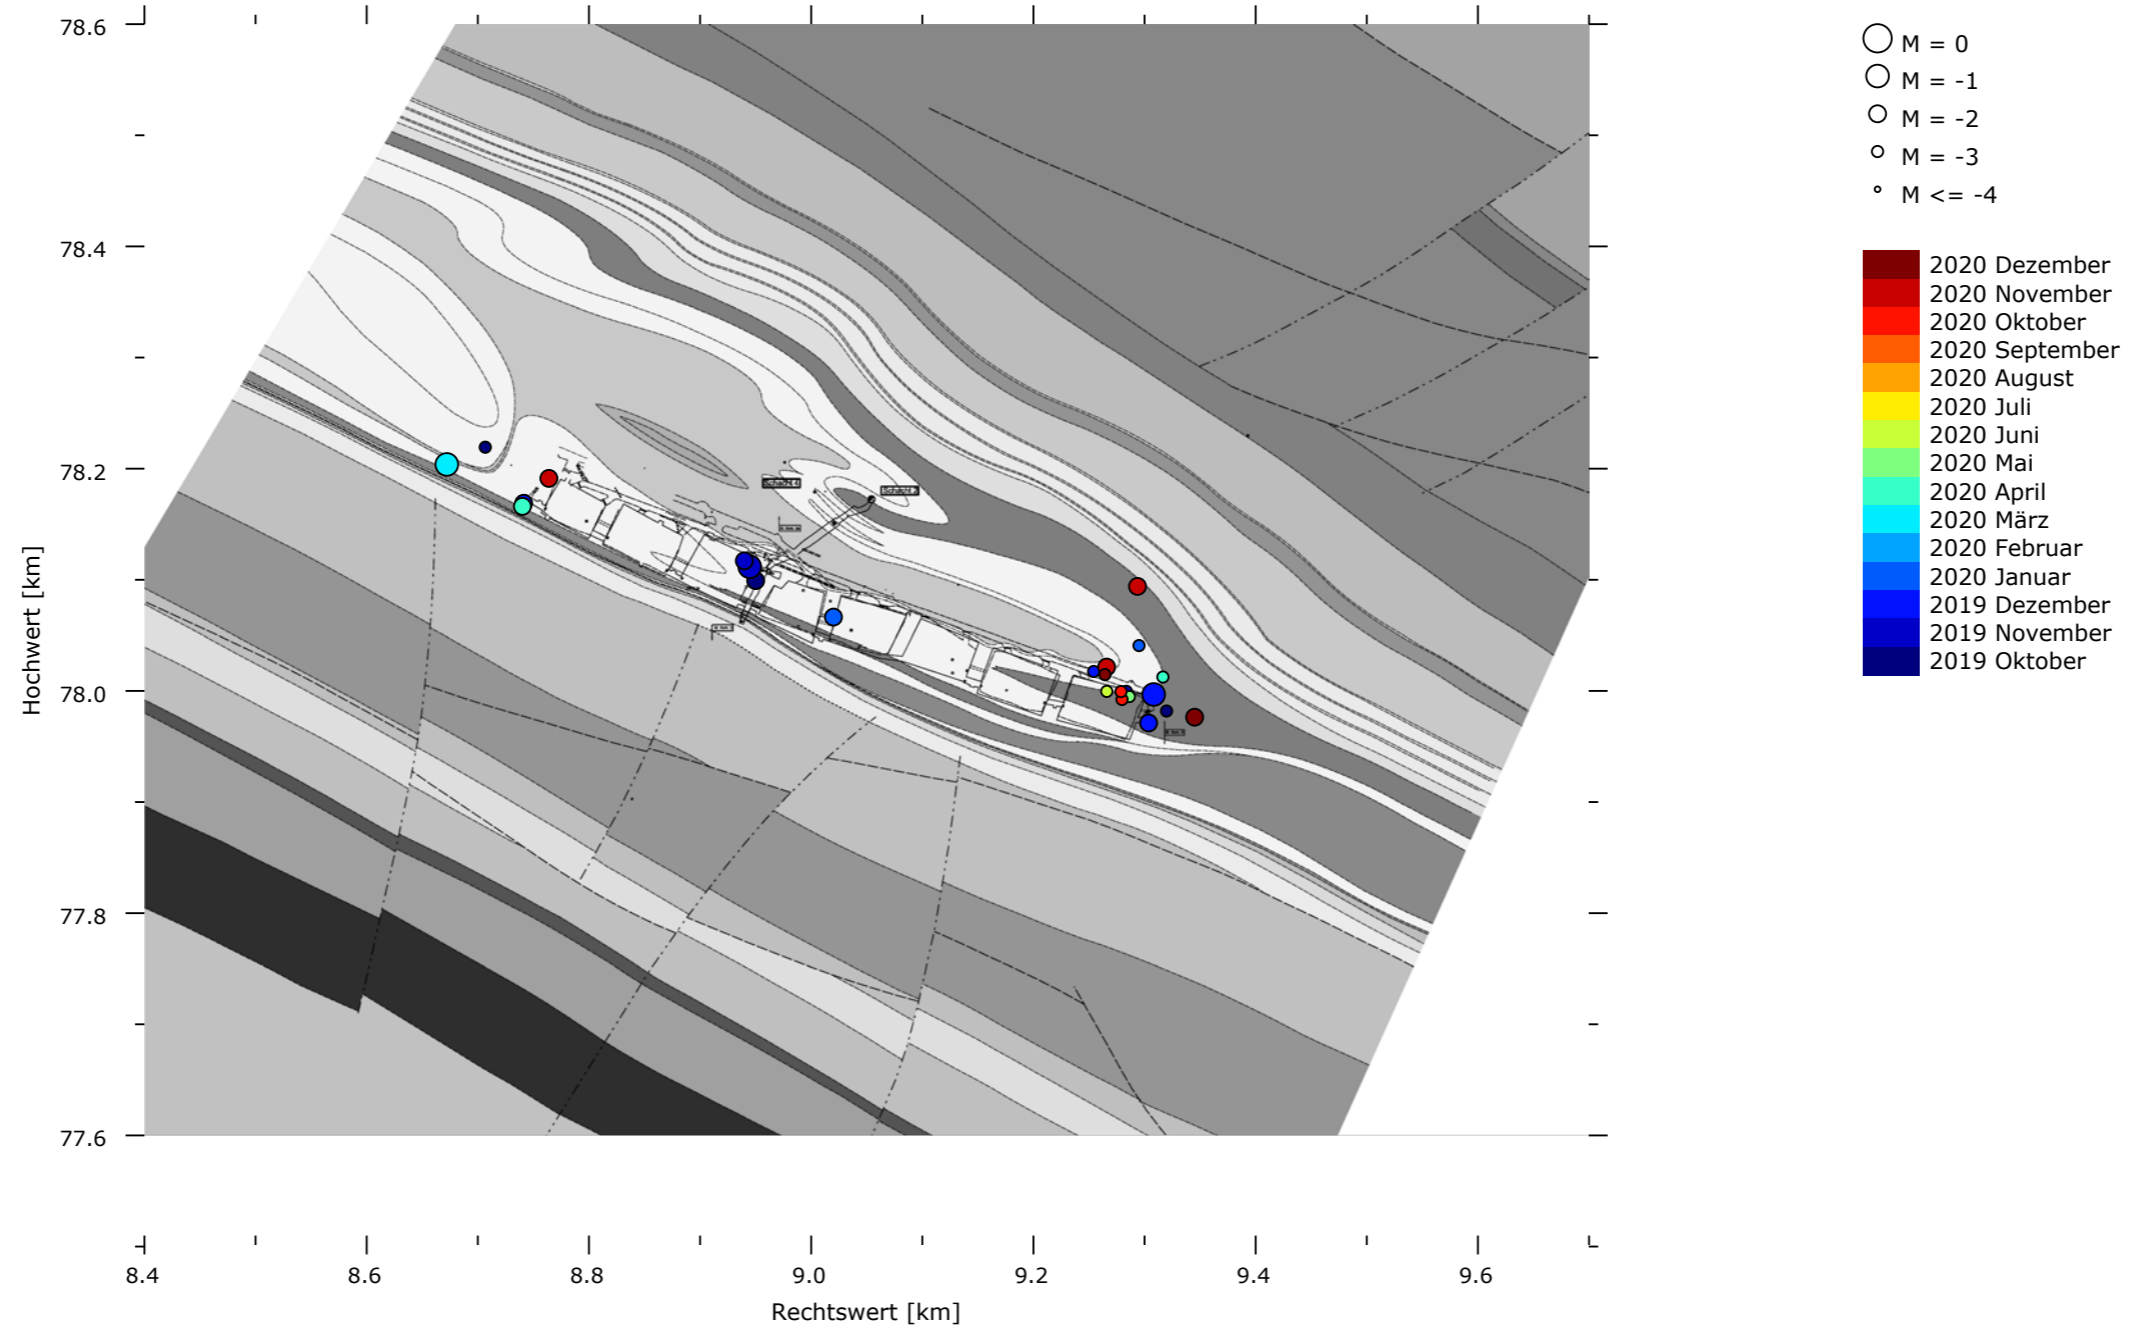 78.6
78.4
78.2
78.0
77.8
77.6
Hochwert [km]
8.4
8.6
8.8
9.0
9.2
9.4
9.6
Rechtswert [km]
M = 0
M = -1
M = -2
M = -3
M <= -4
2020 Dezember
2020 November
2020 Oktober
2020 September
2020 August
2020 Juli
2020 Juni
2020 Mai
2020 April
2020 März
2020 Februar
2020 Januar
2019 Dezember
2019 November
2019 Oktober
Schacht
Schacht